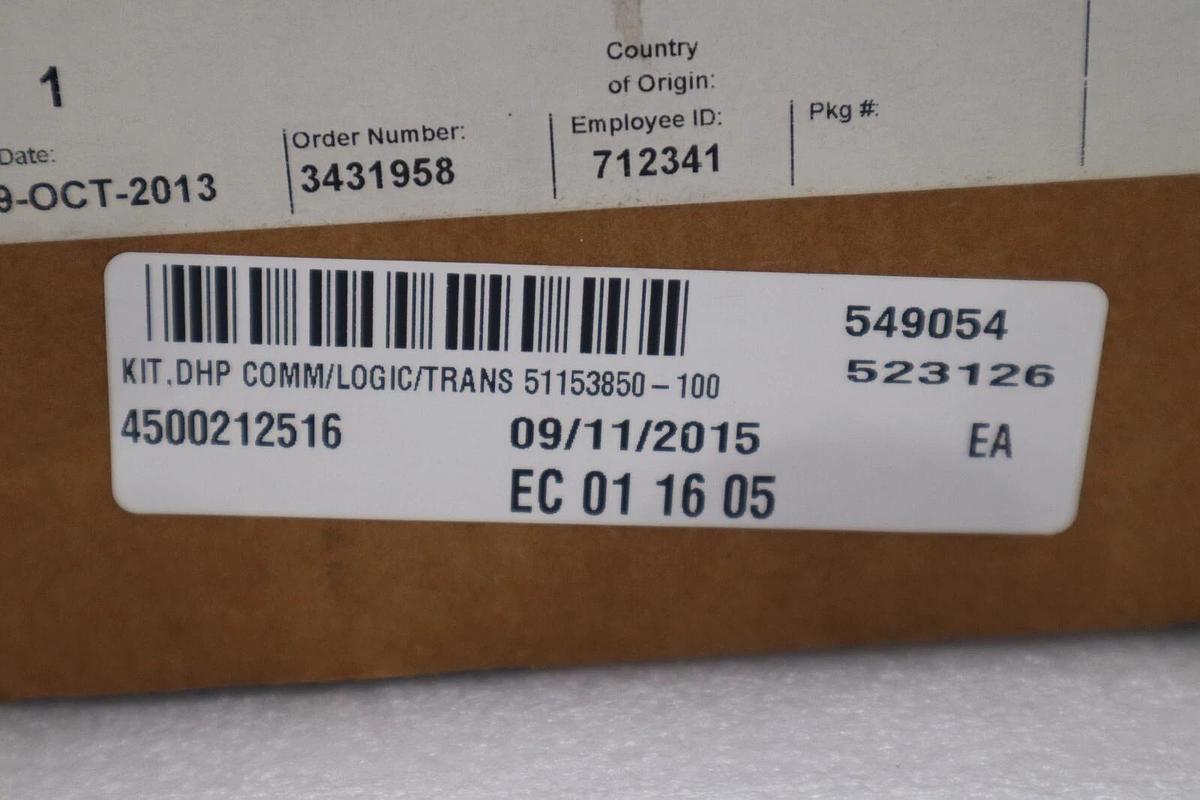 1
Country
of Origin:
Date:
Order Number:
Employee ID:
Pkg #:
9-OCT-2013
3431958
712341
549054
KIT,DHP COMM/LOGIC/TRANS 51153850-100
523126
4500212516
09/11/2015
EA
EC 01 16 05